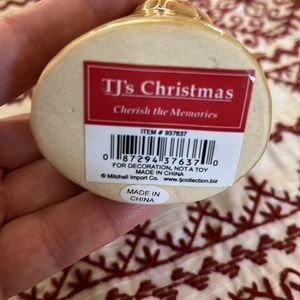 TJ's Christmas
Cherish the Memories
ITEM # 937637
0 87294 37637 0
FOR DECORATION, NOT A TOY
MADE IN CHINA
© Mitchell Import Co. www.tjcollection.biz
MADE IN
CHINA